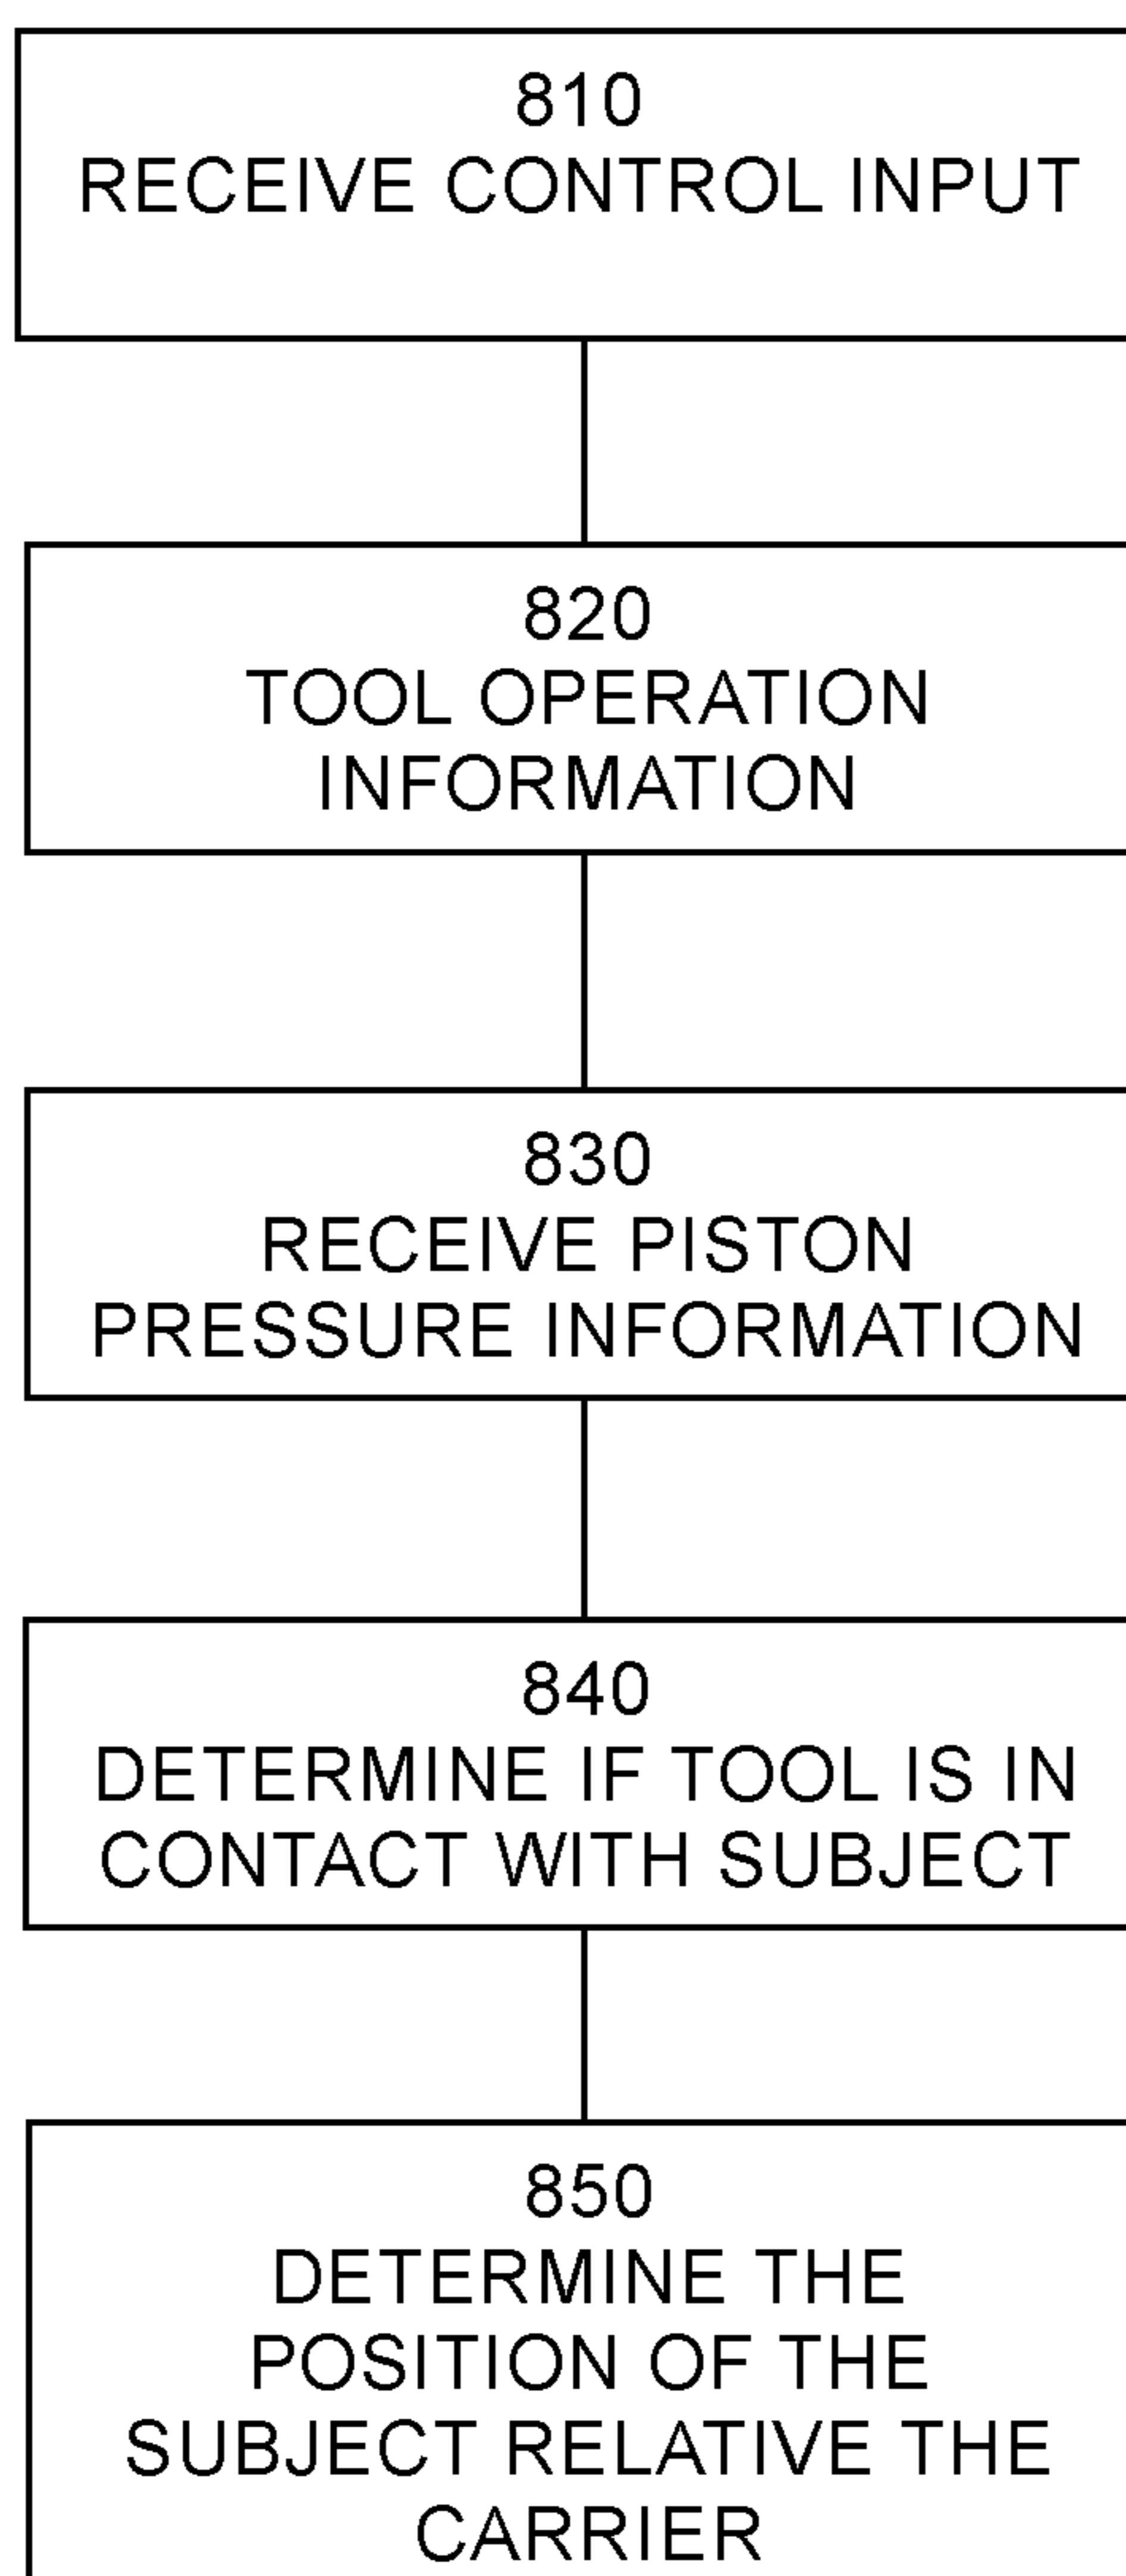 810
RECEIVE CONTROL INPUT
820
TOOL OPERATION
INFORMATION
830
RECEIVE PISTON
PRESSURE INFORMATION
840
DETERMINE IF TOOL IS IN
CONTACT WITH SUBJECT
850
DETERMINE THE
POSITION OF THE
SUBJECT RELATIVE THE
CARRIER